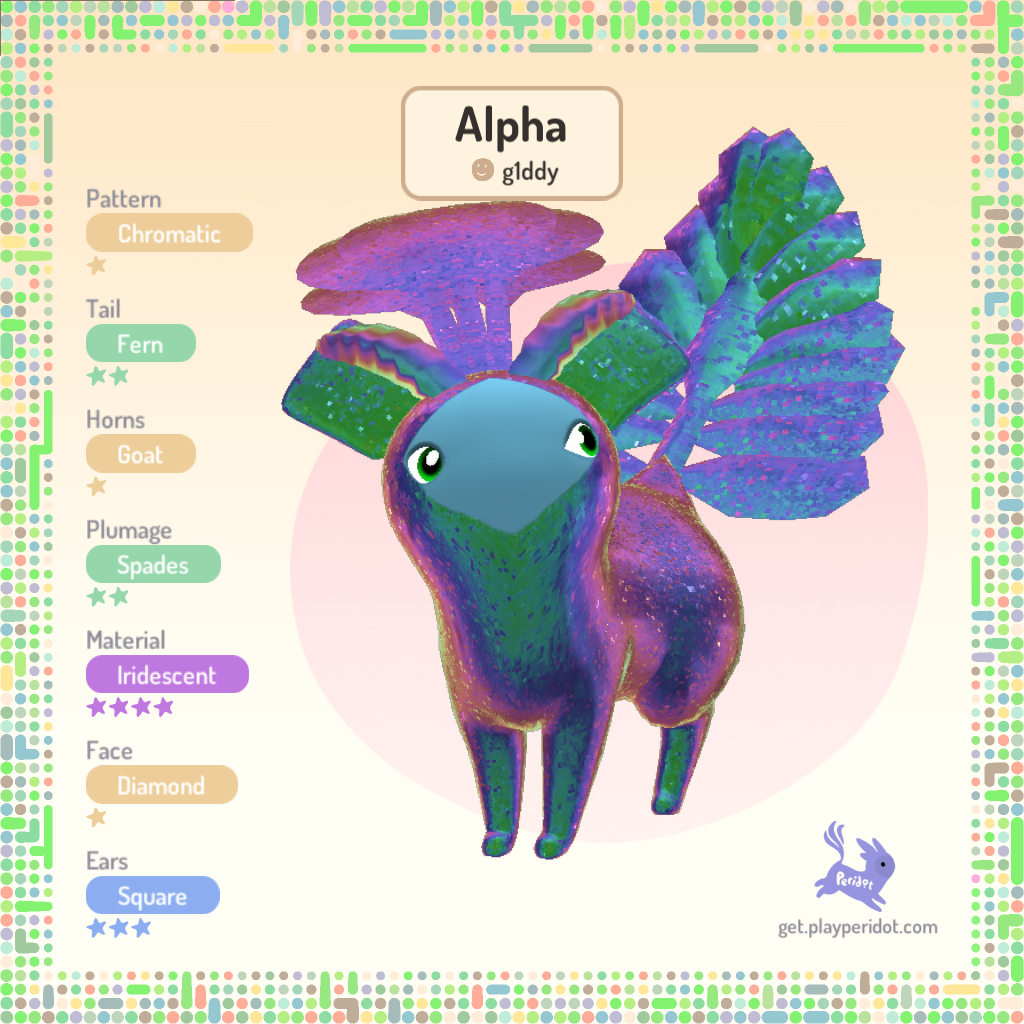 Alpha
g1ddy
Pattern
Chromatic
Tail
Fern
Horns
Goat
Plumage
Spades
Material
Iridescent
Face
Diamond
Ears
Square
Peridot
get.playperidot.com